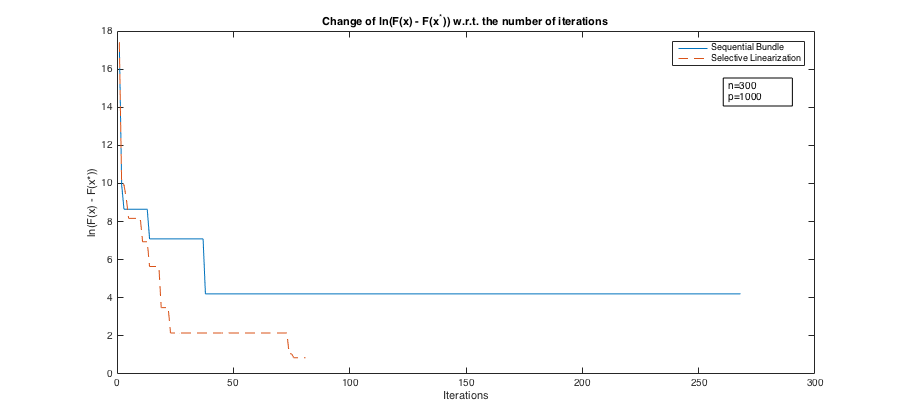 Change of ln(F(x) - F(x*)) w.r.t. the number of iterations
18
16
14
12
10
8
6
4
2
0
ln(F(x) - F(x*))
0 50 100 150 200 250 300
Iterations
Sequential Bundle
Selective Linearization
n=300
p=1000